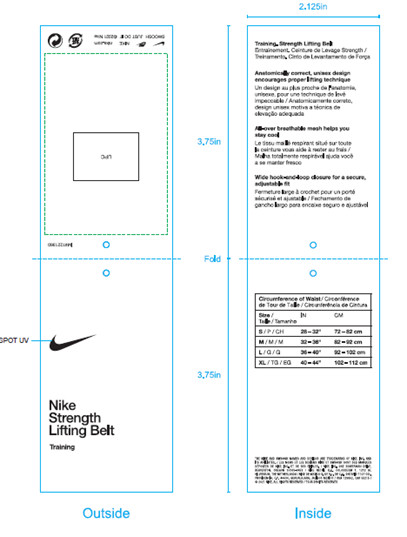 2.125"
Training, Strength Lifting Belt
Entraînement, Ceinture de Levage Strength /
Treinamento, Cinto de Levantamento de Força
Anatomically correct, unisex design
encourages proper lifting technique
Un design au plus proche de l'anatomie,
unisexe, pour une technique de levé
impeccable / Anatomicamente correto,
design unisex motiva a técnica de
elevação adequada
All-over breathable mesh helps you
stay cool
Le tissu maillé respirant situé sur toute
la ceinture vous aide à rester au frais /
Malha totalmente respirável ajuda você
a se manter fresco
Wide hook-and-loop closure for a secure,
adjustable fit
Fermeture large à crochet pour un porté
sécurisé et ajustable / Fechamento de
gancho largo para encaixe seguro e ajustável
3.75"
UPC
Fold
Circumference of Waist / Circonférence
de Tour de Taille / Circunferência de Cintura
Size / IN CM
Taille / Tamanho
S / P / CH 28–32" 72–82 cm
M / M / M 32–36" 82–92 cm
L / G / G 36–40" 92–102 cm
XL / TG / EG 40–44" 102–112 cm
SPOT UV
3.75"
Nike
Strength
Lifting Belt
Training
Outside
Inside